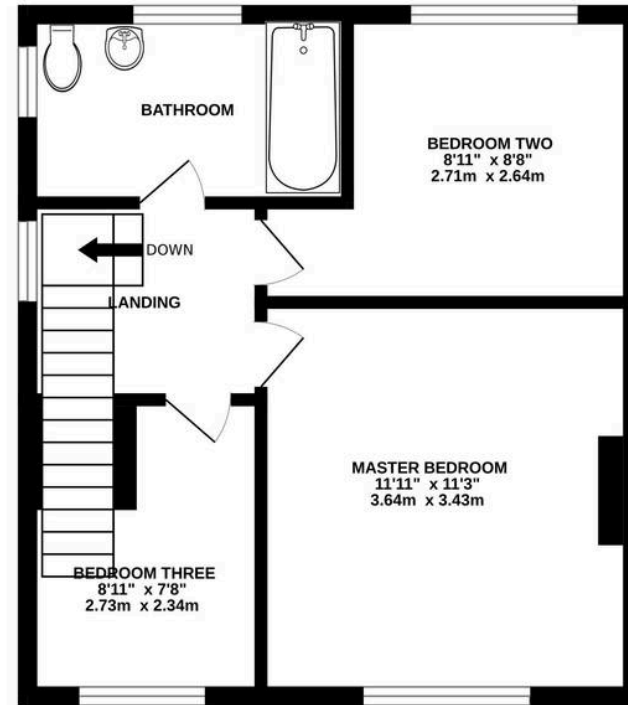 BATHROOM
BEDROOM TWO
8'11" x 8'8"
2.71m x 2.64m
DOWN
LANDING
MASTER BEDROOM
11'11" x 11'3"
3.64m x 3.43m
BEDROOM THREE
8'11" x 7'8"
2.73m x 2.34m